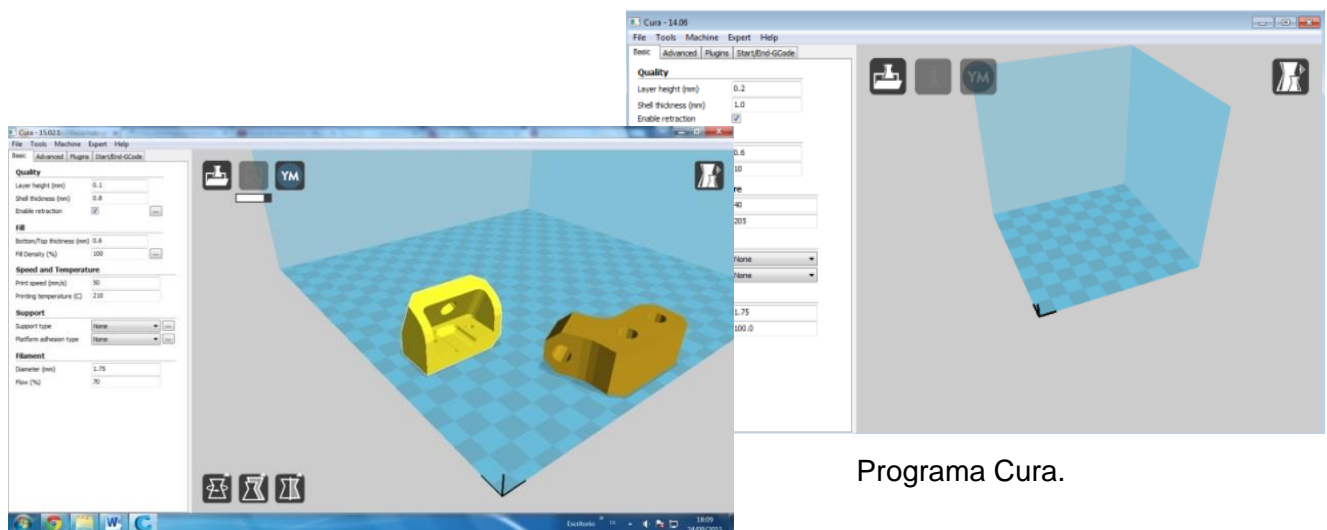 Cura - 14.06
File Tools Machine Expert Help
Basic Advanced Plugins Start/End-GCode
Quality
Layer height (mm) 0.2
Shell thickness (mm) 1.0
Enable retraction
0.6
10
re
40
205
None
None
1.75
100.0
YM
Cura - 15.02.1
File Tools Machine Expert Help
Basic Advanced Plugins Start/End-GCode
Quality
Layer height (mm) 0.1
Shell thickness (mm) 0.8
Enable retraction ...
Fill
Bottom/Top thickness (mm) 0.6
Fill Density (%) 100 ...
Speed and Temperature
Print speed (mm/s) 50
Printing temperature (C) 210
Support
Support type None ...
Platform adhesion type None ...
Filament
Diameter (mm) 1.75
Flow (%) 70
YM
W
Escritorio
18:09
Programa Cura.